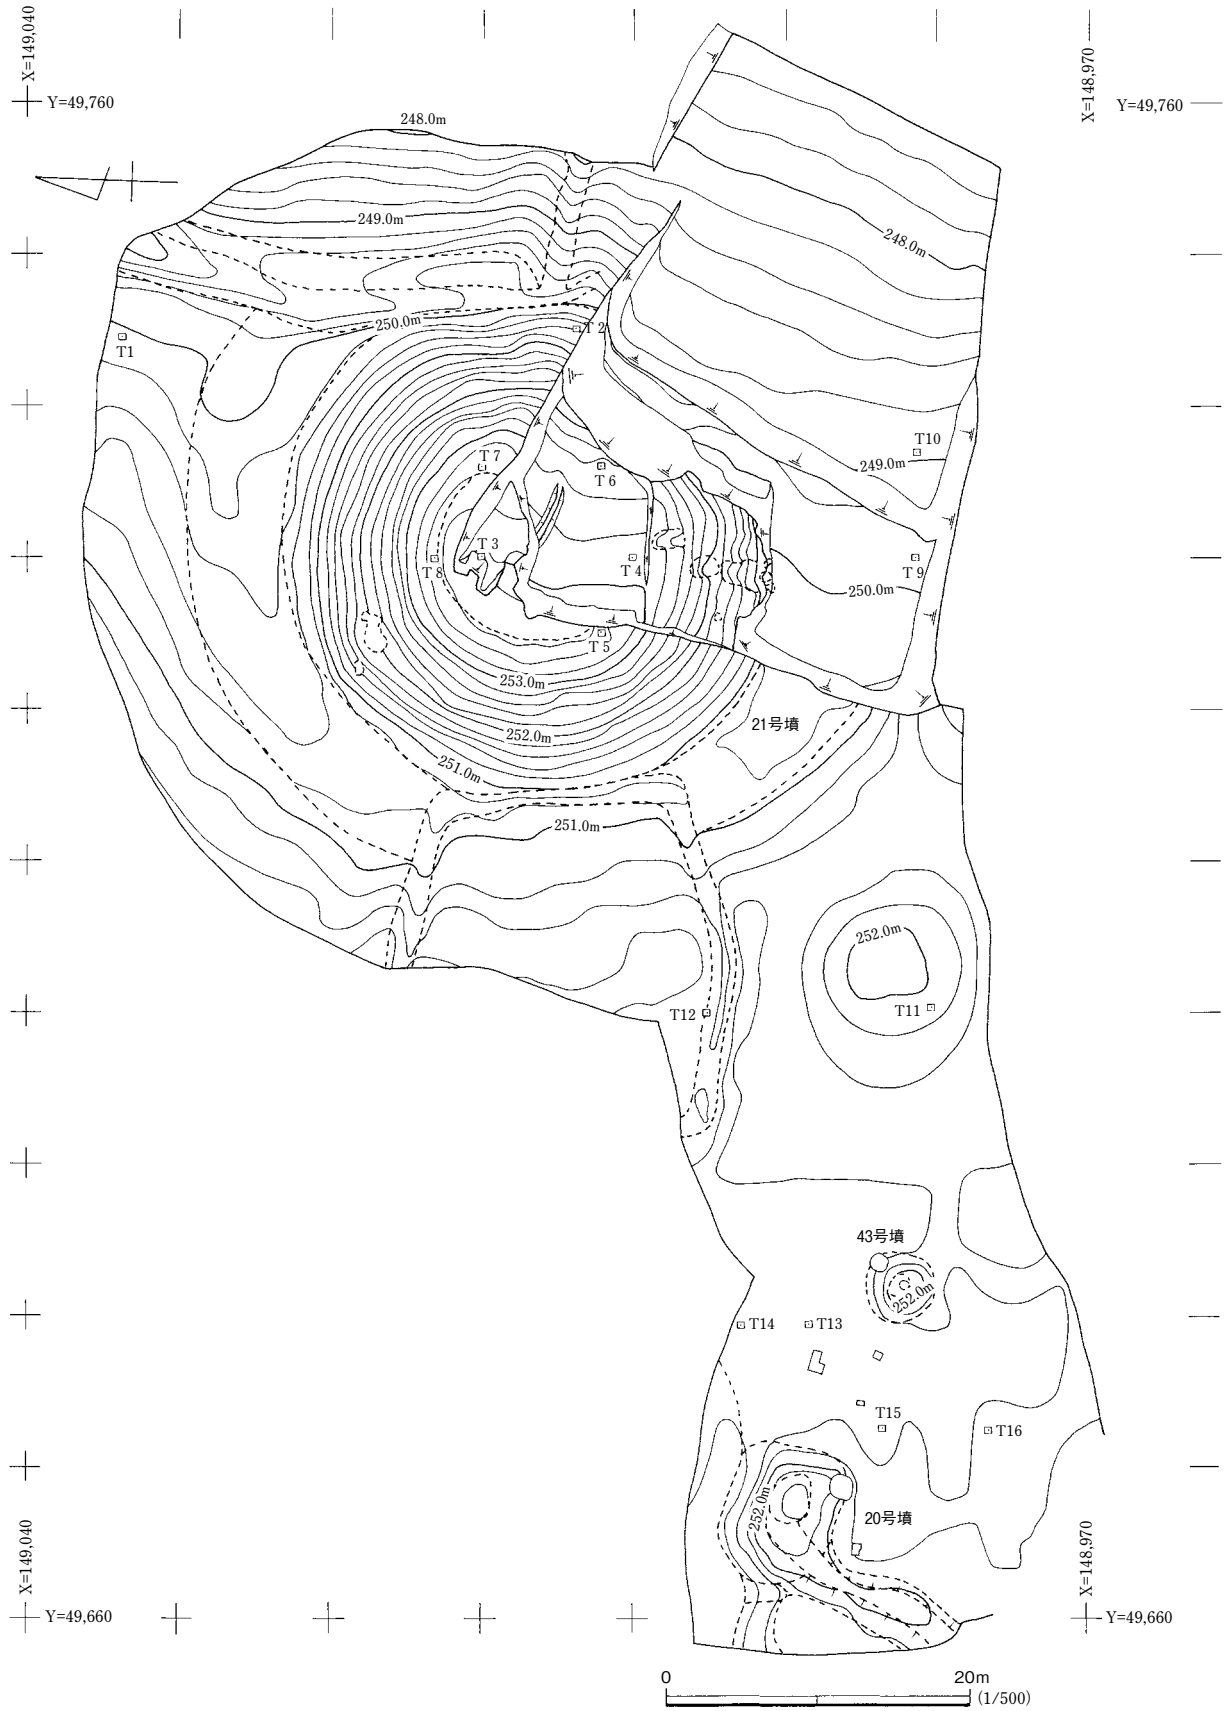 X=149,040
Y=49,760
X=148,970
Y=49,760
248.0m
249.0m
248.0m
250.0m
T1
T 2
T10
249.0m
T 7
T 6
T 3
T 8
T 4
T 9
250.0m
T 5
253.0m
21号墳
252.0m
251.0m
251.0m
252.0m
T12
T11
43号墳
252.0m
T14
T13
T15
T16
252.0m
20号墳
X=149,040
Y=49,660
X=148,970
Y=49,660
0
20m
(1/500)